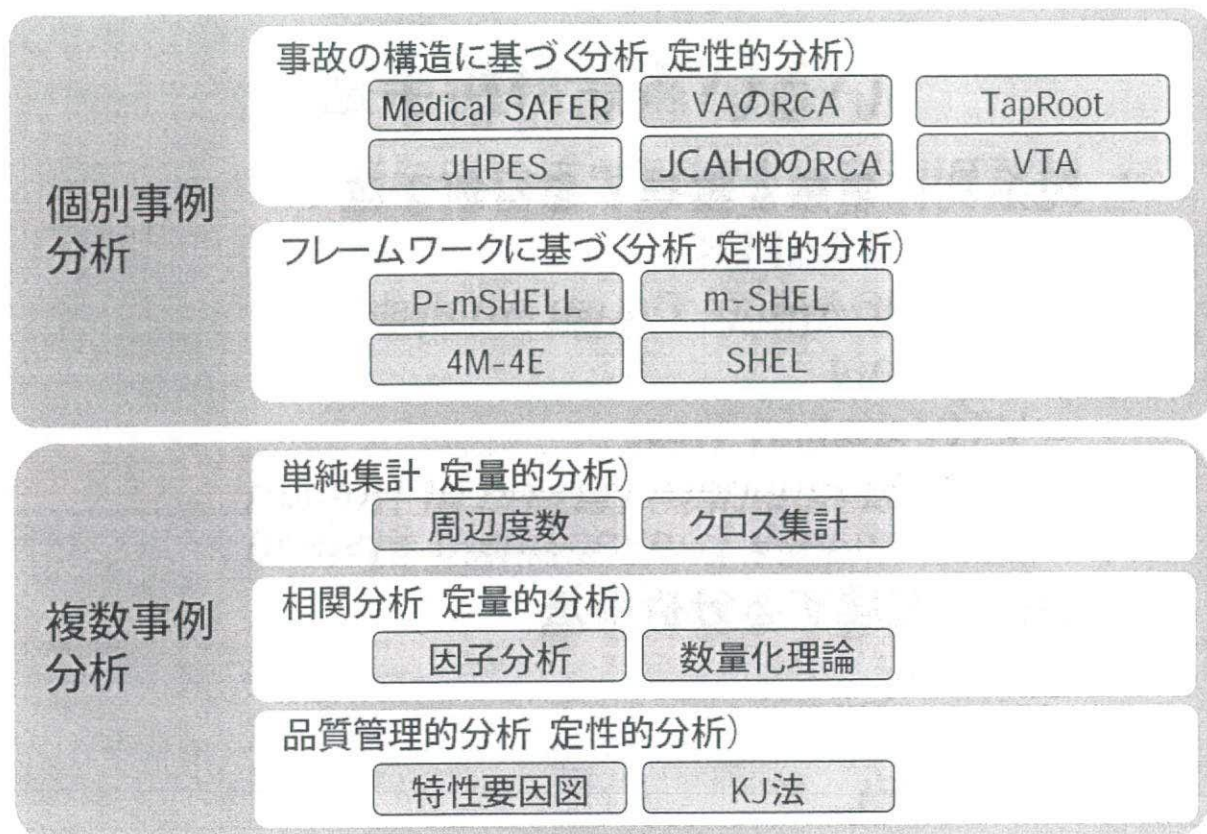 個別事例
分析
事故の構造に基づく分析 定性的分析)
Medical SAFER VAのRCA TapRoot
JHPES JCAHOのRCA VTA
フレームワークに基づく分析 定性的分析)
P-mSHELL m-SHEL
4M-4E SHEL
複数事例
分析
単純集計 定量的分析)
周辺度数 クロス集計
相関分析 定量的分析)
因子分析 数量化理論
品質管理的分析 定性的分析)
特性要因図 KJ法